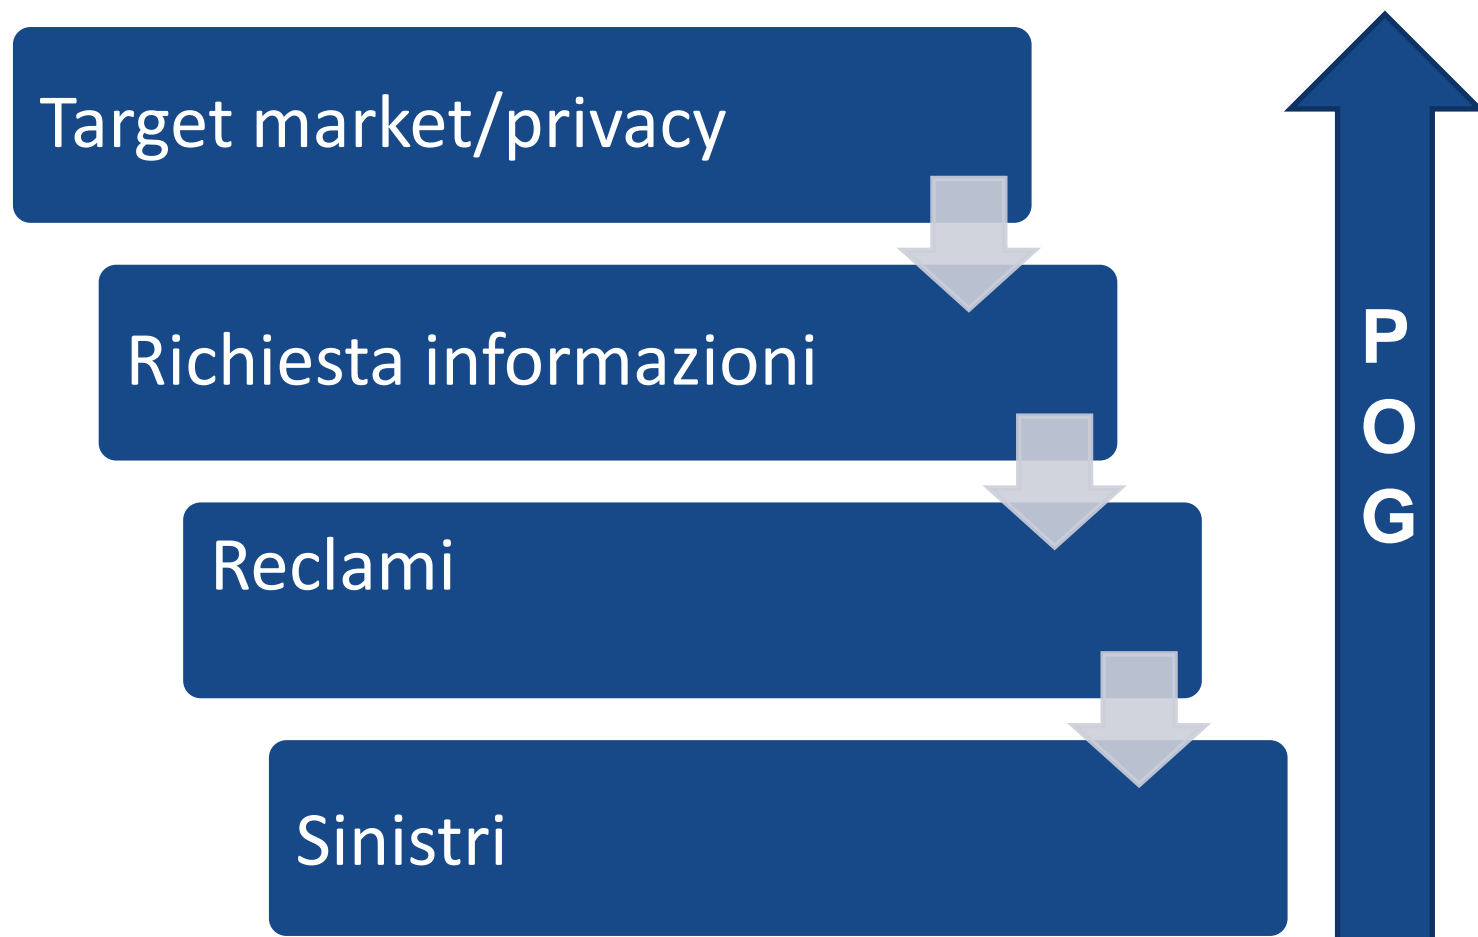 Target market/privacy
Richiesta informazioni
Reclami
Sinistri
P
O
G